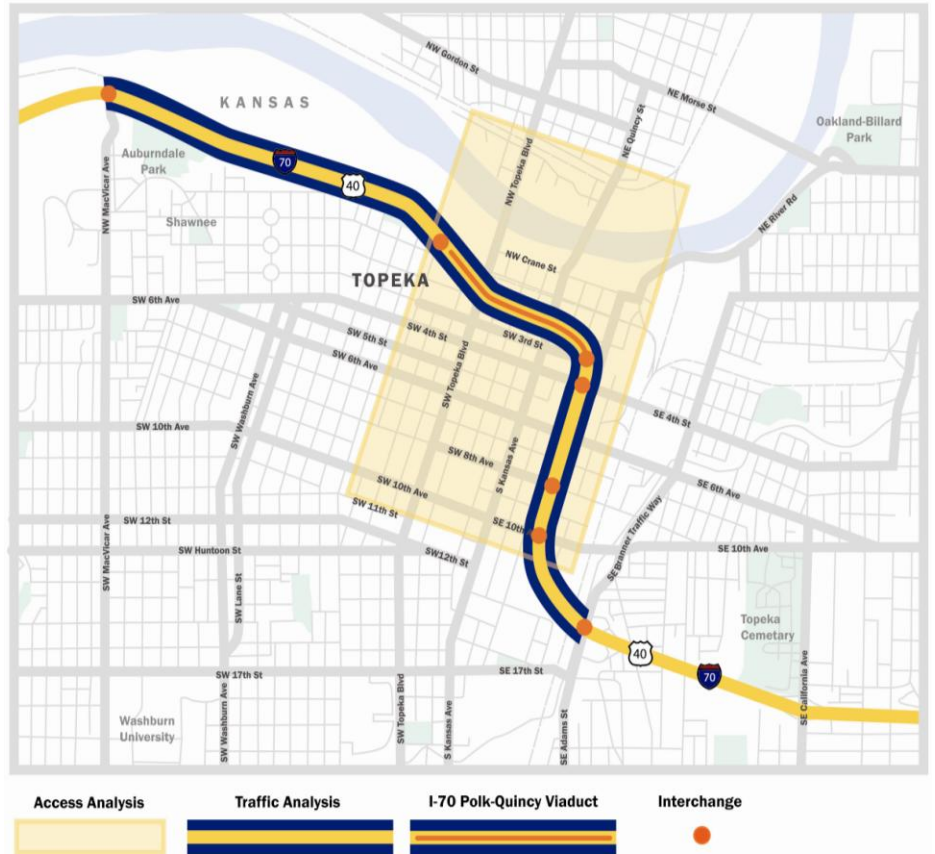 NW Gordon St
NE Morse St
KANSAS
NE Quincy St
Oakland-Billard
Park
NW Topeka Blvd
Auburndale
Park
70
40
NW MacVicar Ave
Shawnee
NE River Rd
NW Crane St
TOPEKA
SW 6th Ave
SW 4th St
SW 5th St
SW 3rd St
SW 6th Ave
SW Topeka Blvd
SW Washburn Ave
SE 4th St
SW 10th Ave
SW 8th Ave
S Kansas Ave
SW 10th Ave
SE 6th Ave
SW 11th St
SW 12th St
SE 10th
SE Branner Traffic Way
SW Huntoon St
SW12th St
SE 10th Ave
SW MacVicar Ave
SW Lane St
Topeka
Cemetary
40
SW 17th St
SE 17th St
70
SE California Ave
Washburn
University
SW Washburn Ave
SW Topeka Blvd
S Kansas Ave
SE Adams St
Access Analysis
Traffic Analysis
I-70 Polk-Quincy Viaduct
Interchange